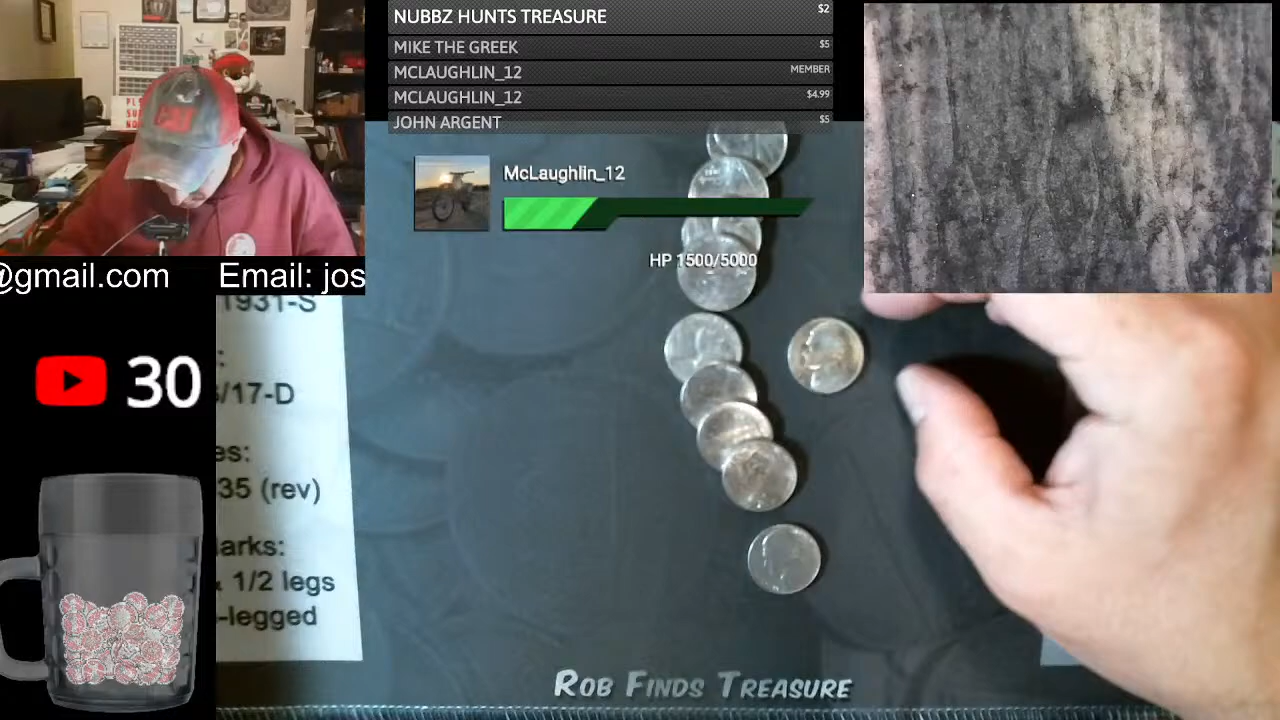 NUBBZ HUNTS TREASURE $2
MIKE THE GREEK $5
MCLAUGHLIN_12 MEMBER
MCLAUGHLIN_12 $4.99
JOHN ARGENT $5
McLaughlin_12
HP 1500/5000
@gmail.com Email: jos
1931-S
/17-D
es:
35 (rev)
arks:
& 1/2 legs
-legged
30
ROB FINDS TREASURE